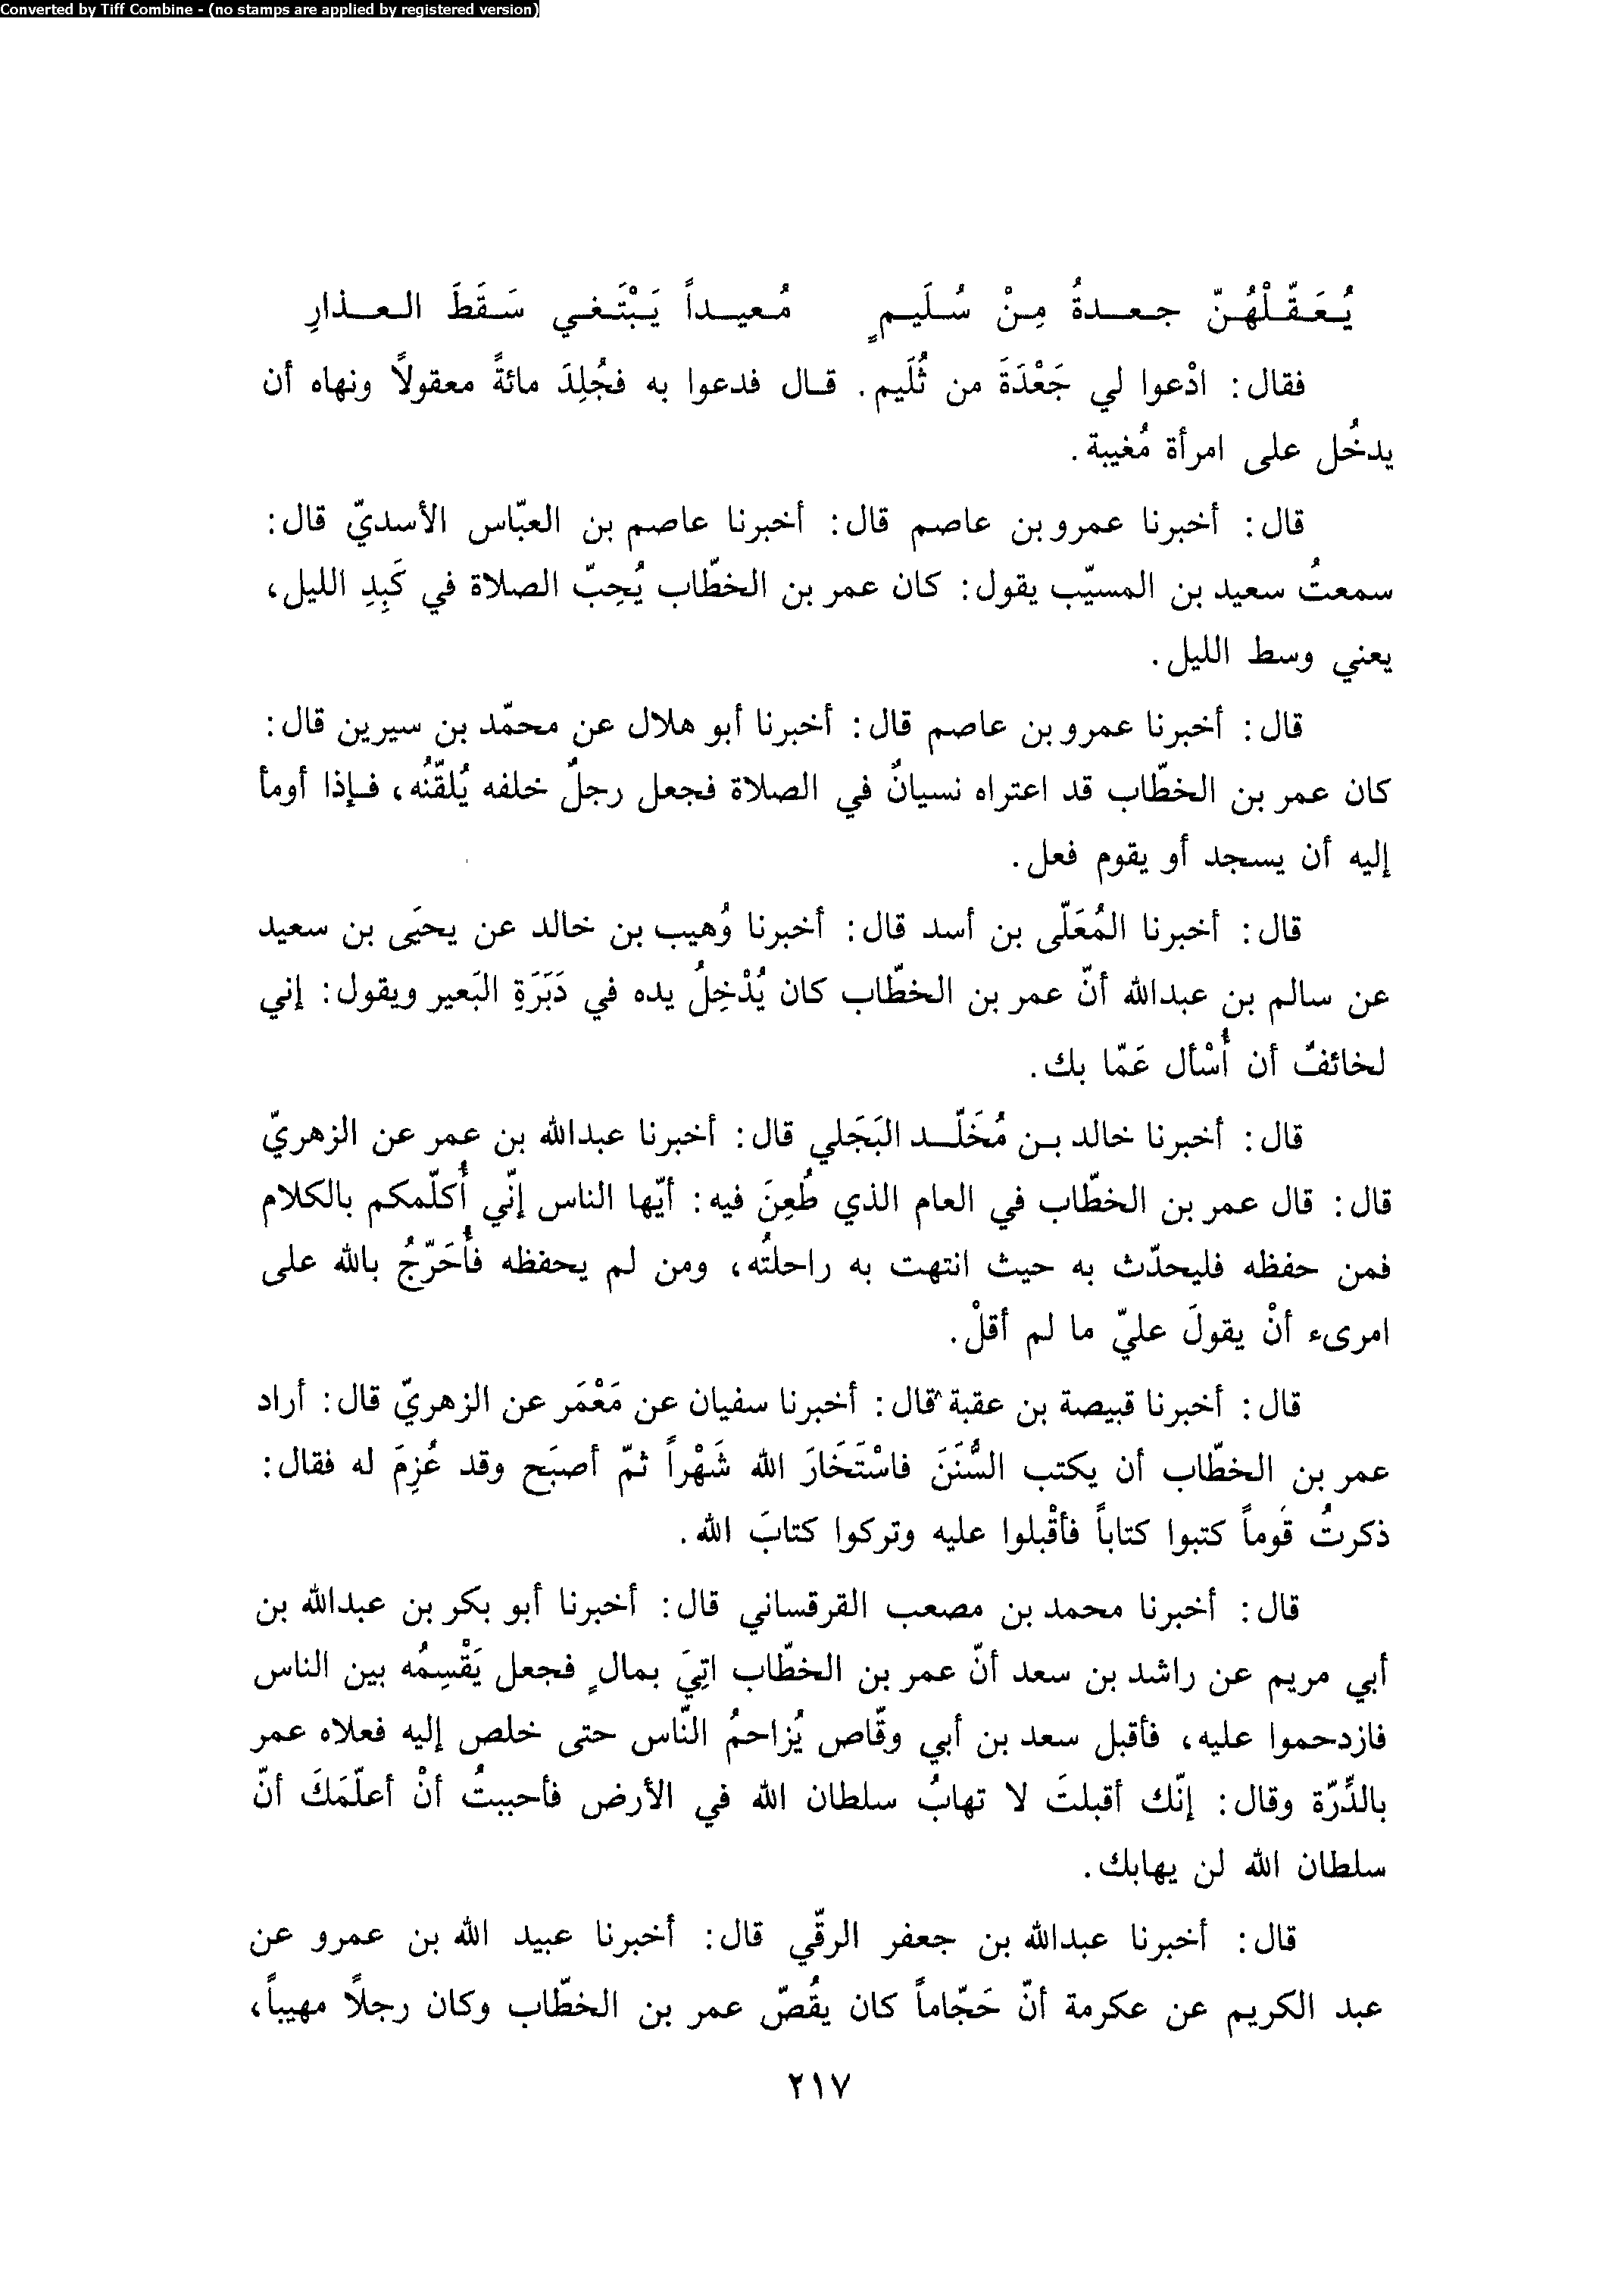 Converted by Tiff Combine - (no stamps are applied by registered version)
يُعَقّلْهُنّ جعدةُ مِنْ سُلَيمٍ مُعيداً يَبْتَغي سَقَطَ العذارِ
فقال: ادْعوا لي جَعْدَةَ من ثُلَيم. قال فدعوا به فجُلِدَ مائةً معقولاً ونهاه أن
يدخُل على امرأة مُغيبة.
قال: أخبرنا عمرو بن عاصم قال: أخبرنا عاصم بن العبّاس الأسديّ قال:
سمعتُ سعيد بن المسيّب يقول: كان عمر بن الخطّاب يُحِبّ الصلاة في كَبِدِ الليل،
يعني وسط الليل.
قال: أخبرنا عمرو بن عاصم قال: أخبرنا أبو هلال عن محمّد بن سيرين قال:
كان عمر بن الخطّاب قد اعتراه نسيانٌ في الصلاة فجعل رجلٌ خلفه يُلقّنُه، فإذا أومأ
إليه أن يسجد أو يقوم فعل.
قال: أخبرنا المُعَلّى بن أسد قال: أخبرنا وُهيب بن خالد عن يحيَى بن سعيد
عن سالم بن عبدالله أنّ عمر بن الخطّاب كان يُدْخِلُ يده في دَبَرَةِ البَعير ويقول: إني
لخائفٌ أن أُسْأل عَمّا بك.
قال: أخبرنا خالد بن مُخَلّد البَجَلي قال: أخبرنا عبدالله بن عمر عن الزهريّ
قال: قال عمر بن الخطّاب في العام الذي طُعِنَ فيه: أيّها الناس إنّي أُكلّمكم بالكلام
فمن حفظه فليحدّث به حيث انتهت به راحلتُه، ومن لم يحفظه فأُحَرّجُ بالله على
امرىء أنْ يقولَ عليّ ما لم أقلْ.
قال: أخبرنا قبيصة بن عقبة قال: أخبرنا سفيان عن مَعْمَر عن الزهريّ قال: أراد
عمر بن الخطّاب أن يكتب السُّنَنَ فاسْتَخَارَ الله شَهْراً ثمّ أصبَح وقد عُزِمَ له فقال:
ذكرتُ قَوماً كتبوا كتاباً فأقْبلوا عليه وتركوا كتابَ الله.
قال: أخبرنا محمد بن مصعب القرقساني قال: أخبرنا أبو بكر بن عبدالله بن
أبي مريم عن راشد بن سعد أنّ عمر بن الخطّاب اتِيَ بمالٍ فجعل يَقْسِمُه بين الناس
فازدحموا عليه، فأقبل سعد بن أبي وقّاص يُزاحمُ النّاس حتى خلص إليه فعلاه عمر
بالدِّرّة وقال: إنّك أقبلتَ لا تهابُ سلطان الله في الأرض فأحببتُ أنْ أعلّمَكَ أنّ
سلطان الله لن يهابك.
قال: أخبرنا عبدالله بن جعفر الرقّي قال: أخبرنا عبيد الله بن عمرو عن
عبد الكريم عن عكرمة أنّ حَجّاماً كان يقُصّ عمر بن الخطّاب وكان رجلاً مهيباً،
٢١٧